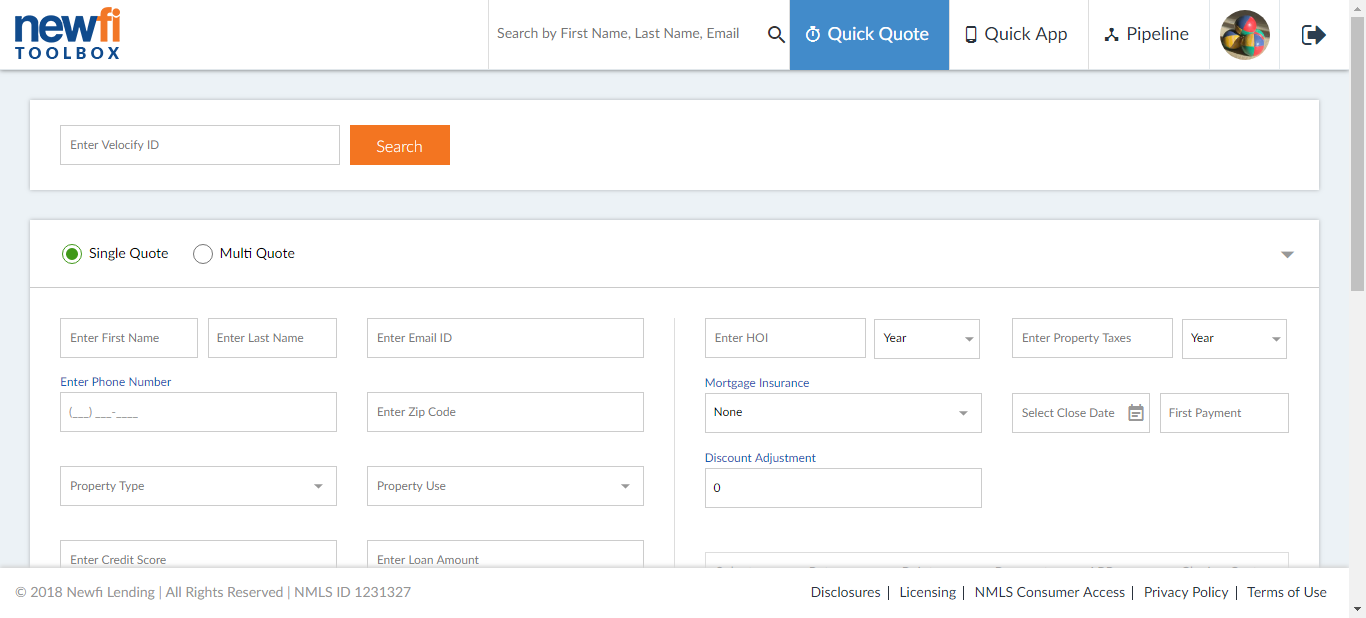 newfi
TOOLBOX
Search by First Name, Last Name, Email
Quick Quote
Quick App
Pipeline
Enter Velocify ID
Search
Single Quote
Multi Quote
Enter First Name
Enter Last Name
Enter Email ID
Enter HOI
Year
Enter Property Taxes
Year
Enter Phone Number
(___) ___-____
Enter Zip Code
Mortgage Insurance
None
Select Close Date
First Payment
Property Type
Property Use
Discount Adjustment
0
Enter Credit Score
Enter Loan Amount
© 2018 Newfi Lending | All Rights Reserved | NMLS ID 1231327
Disclosures | Licensing | NMLS Consumer Access | Privacy Policy | Terms of Use